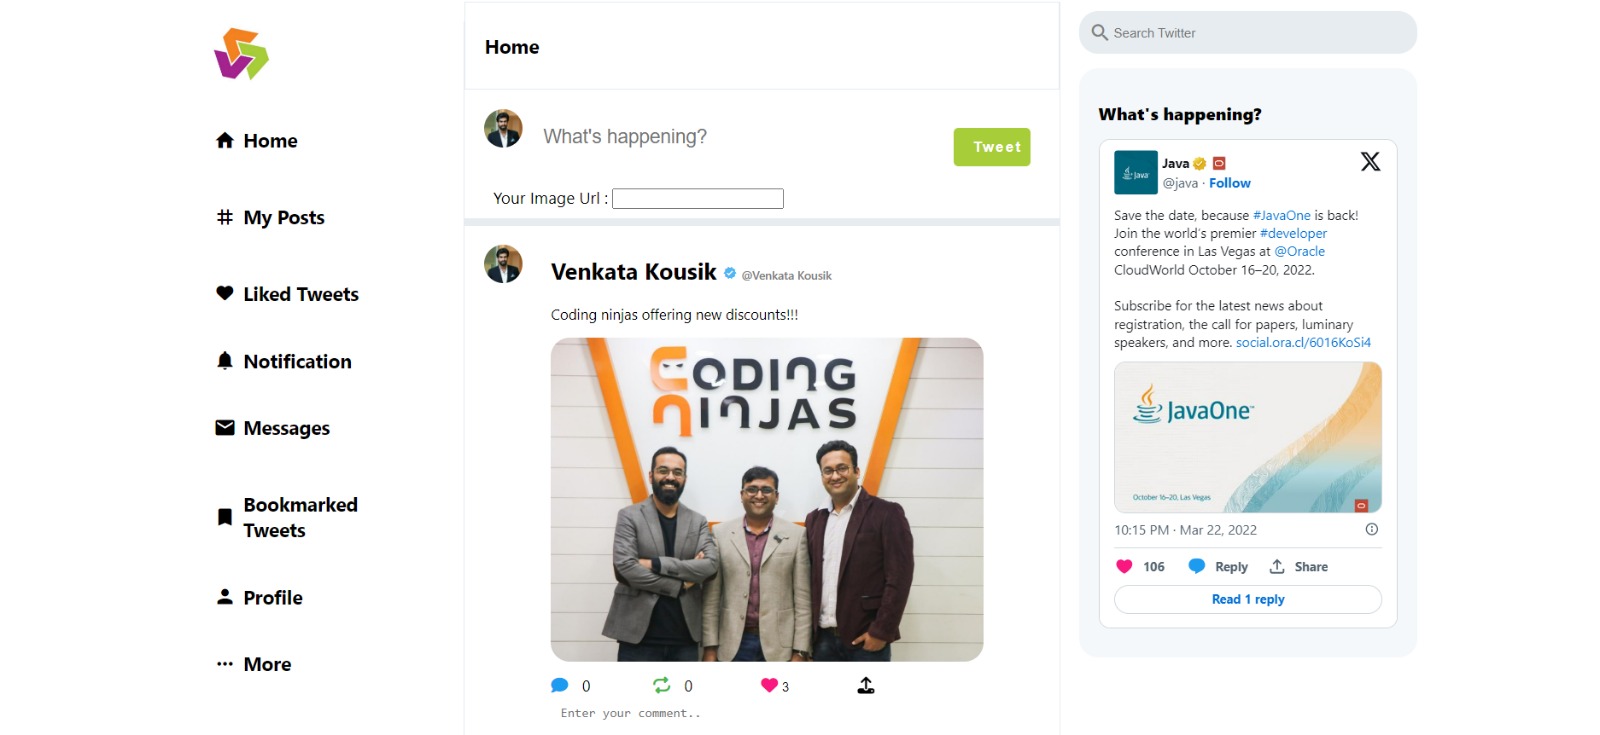 Home
My Posts
Liked Tweets
Notification
Messages
Bookmarked
Tweets
Profile
More
Home
What's happening?
Tweet
Your Image Url :
Venkata Kousik @Venkata Kousik
Coding ninjas offering new discounts!!!
CODING
NINJAS
0 0 3
Enter your comment..
Search Twitter
What's happening?
Java
Java
@java · Follow
Save the date, because #JavaOne is back!
Join the world's premier #developer
conference in Las Vegas at @Oracle
CloudWorld October 16–20, 2022.
Subscribe for the latest news about
registration, the call for papers, luminary
speakers, and more. social.ora.cl/6016KoSi4
JavaOne™
October 16–20, Las Vegas
10:15 PM · Mar 22, 2022
106 Reply Share
Read 1 reply